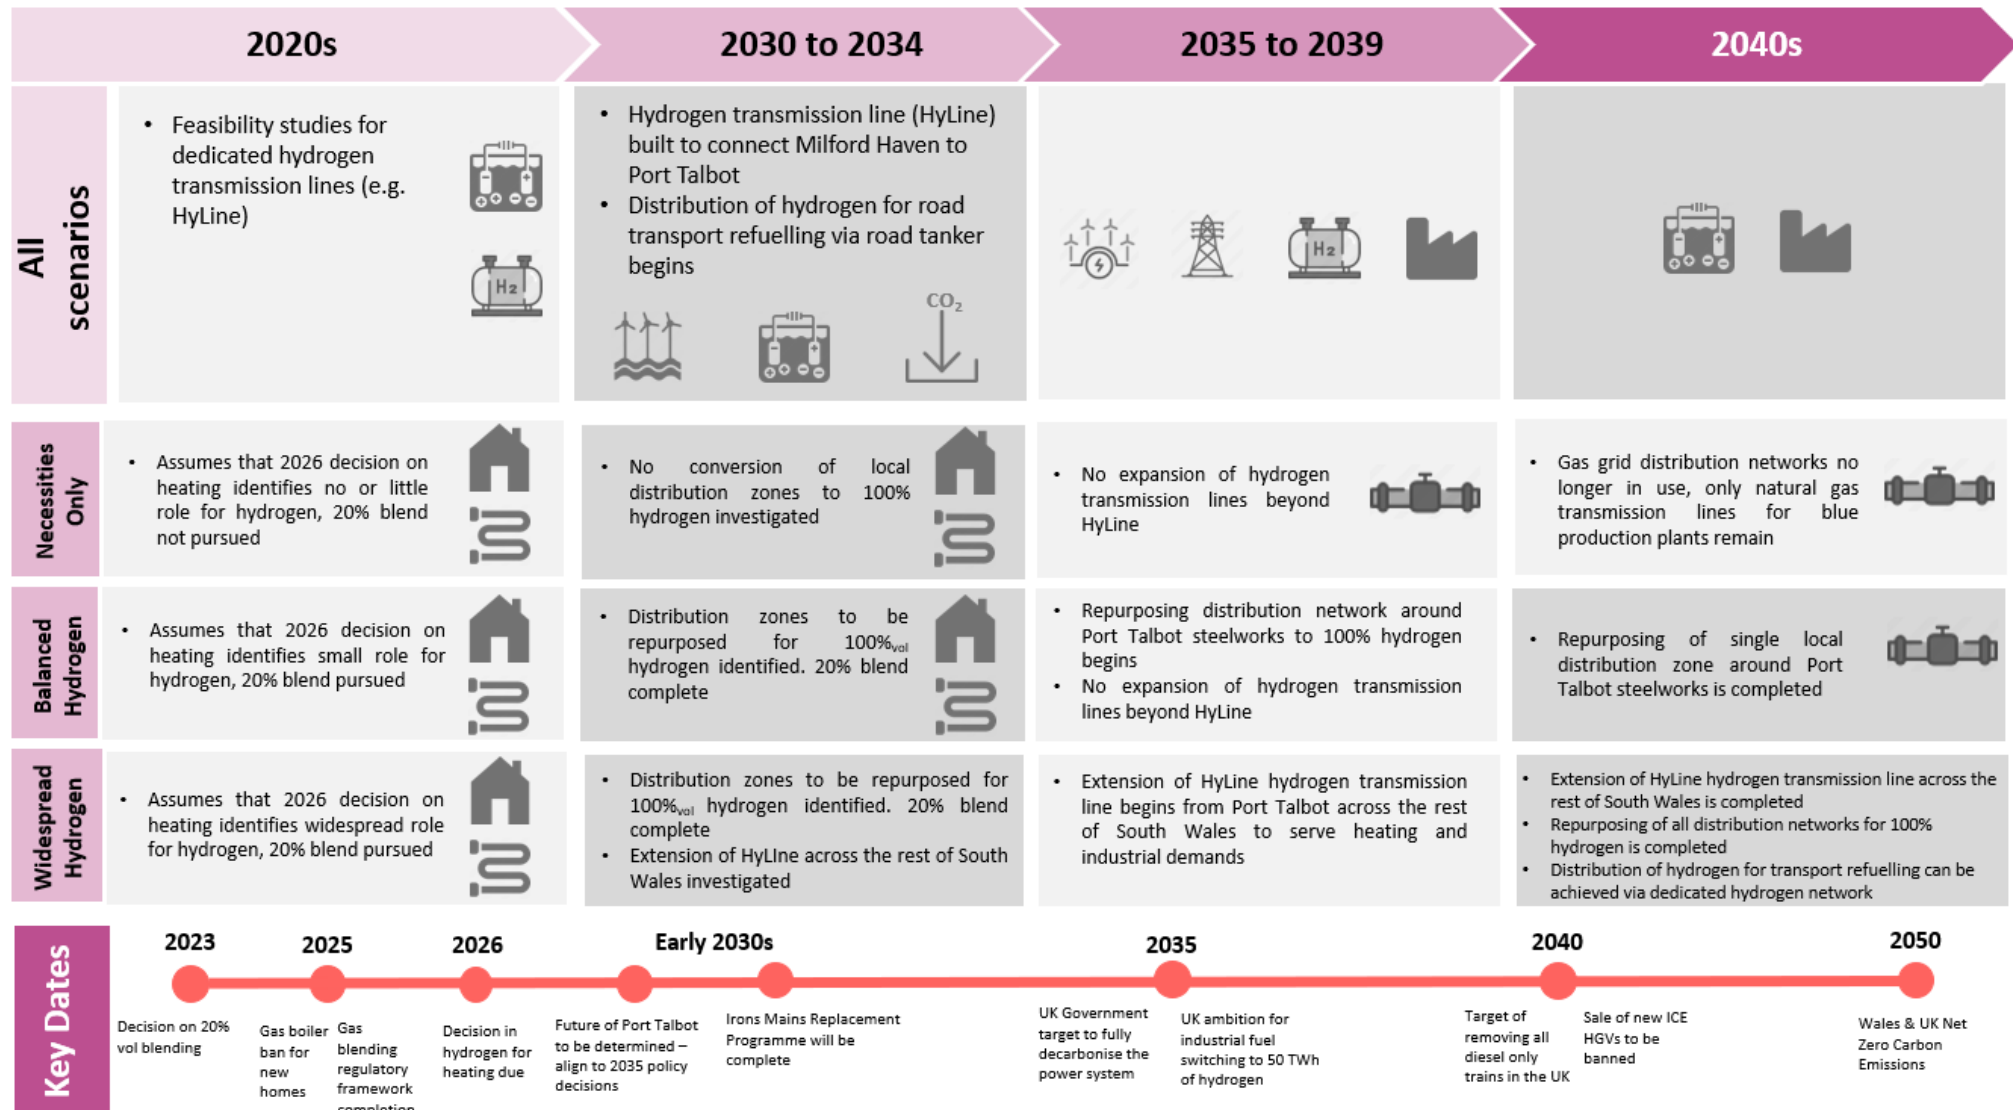 2020s
2030 to 2034
2035 to 2039
2040s
All
scenarios
• Feasibility studies for
dedicated hydrogen
transmission lines (e.g.
HyLine)
H2
• Hydrogen transmission line (HyLine)
built to connect Milford Haven to
Port Talbot
• Distribution of hydrogen for road
transport refuelling via road tanker
begins
CO₂
H2
Necessities
Only
• Assumes that 2026 decision on
heating identifies no or little
role for hydrogen, 20% blend
not pursued
• No conversion of local
distribution zones to 100%
hydrogen investigated
• No expansion of hydrogen
transmission lines beyond
HyLine
• Gas grid distribution networks no
longer in use, only natural gas
transmission lines for blue
production plants remain
Balanced
Hydrogen
• Assumes that 2026 decision on
heating identifies small role for
hydrogen, 20% blend pursued
• Distribution zones to be
repurposed for 100%vol
hydrogen identified. 20% blend
complete
• Repurposing distribution network around
Port Talbot steelworks to 100% hydrogen
begins
• No expansion of hydrogen transmission
lines beyond HyLine
• Repurposing of single local
distribution zone around Port
Talbot steelworks is completed
Widespread
Hydrogen
• Assumes that 2026 decision on
heating identifies widespread role
for hydrogen, 20% blend pursued
• Distribution zones to be repurposed for
100%vol hydrogen identified. 20% blend
complete
• Extension of HyLIne across the rest of South
Wales investigated
• Extension of HyLine hydrogen transmission
line begins from Port Talbot across the rest
of South Wales to serve heating and
industrial demands
• Extension of HyLine hydrogen transmission line across the
rest of South Wales is completed
• Repurposing of all distribution networks for 100%
hydrogen is completed
• Distribution of hydrogen for transport refuelling can be
achieved via dedicated hydrogen network
Key Dates
2023
Decision on 20%
vol blending
2025
Gas boiler
ban for
new
homes
Gas
blending
regulatory
framework
completion
2026
Decision in
hydrogen for
heating due
Early 2030s
Future of Port Talbot
to be determined –
align to 2035 policy
decisions
Irons Mains Replacement
Programme will be
complete
2035
UK Government
target to fully
decarbonise the
power system
UK ambition for
industrial fuel
switching to 50 TWh
of hydrogen
2040
Target of
removing all
diesel only
trains in the UK
Sale of new ICE
HGVs to be
banned
2050
Wales & UK Net
Zero Carbon
Emissions